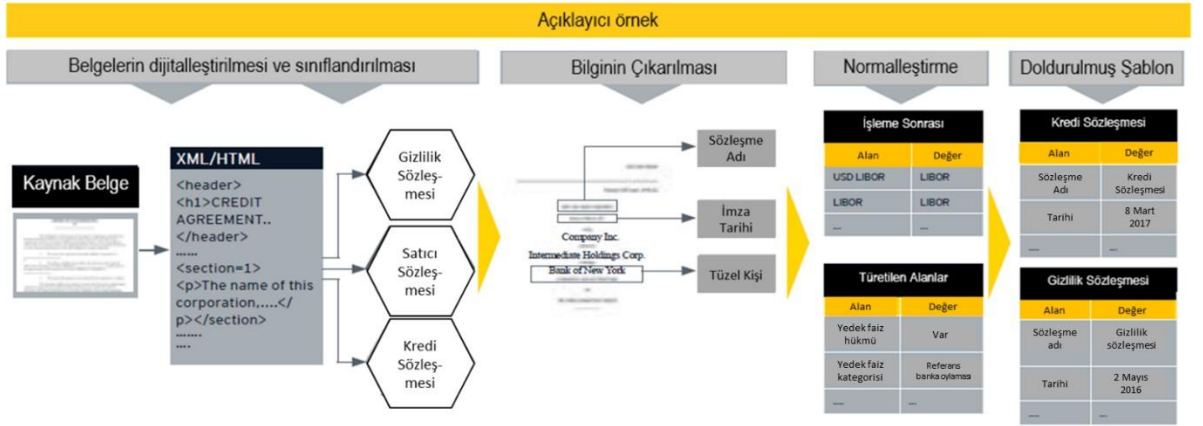 Açıklayıcı örnek
Belgelerin dijitalleştirilmesi ve sınıflandırılması
Bilginin Çıkarılması
Normalleştirme
Doldurulmuş Şablon
Kaynak Belge
XML/HTML
<header>
<h1>CREDIT
AGREEMENT..
</header>
......
<section=1>
<p>The name of this
corporation,....</
p></section>
.......
....
Gizlilik
Sözleş-
mesi
Satıcı
Sözleş-
mesi
Kredi
Sözleş-
mesi
Company Inc.
Intermediate Holdings Corp.
Bank of New York
Sözleşme
Adı
İmza
Tarihi
Tüzel Kişi
İşleme Sonrası
Alan Değer
USD LIBOR LIBOR
LIBOR LIBOR
.... ....
Türetilen Alanlar
Alan Değer
Yedek faiz
hükmü
Var
Yedek faiz
kategorisi
Referans
banka oylaması
.... ....
Kredi Sözleşmesi
Alan Değer
Sözleşme
Adı
Kredi
Sözleşmesi
Tarihi
8 Mart
2017
.... ....
Gizlilik Sözleşmesi
Alan Değer
Sözleşme
adı
Gizlilik
sözleşmesi
Tarihi
2 Mayıs
2016
.... ....